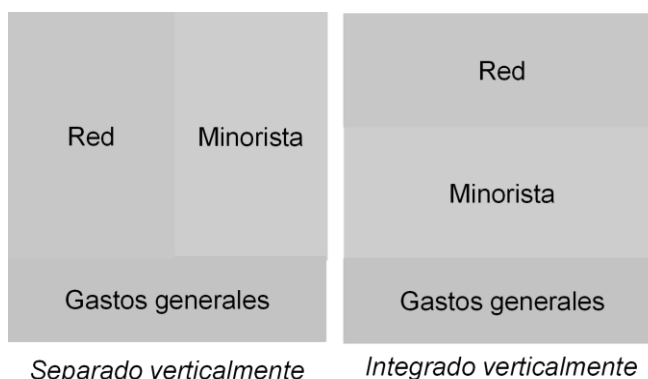 Red
Minorista
Gastos generales
Separado verticalmente
Red
Minorista
Gastos generales
Integrado verticalmente